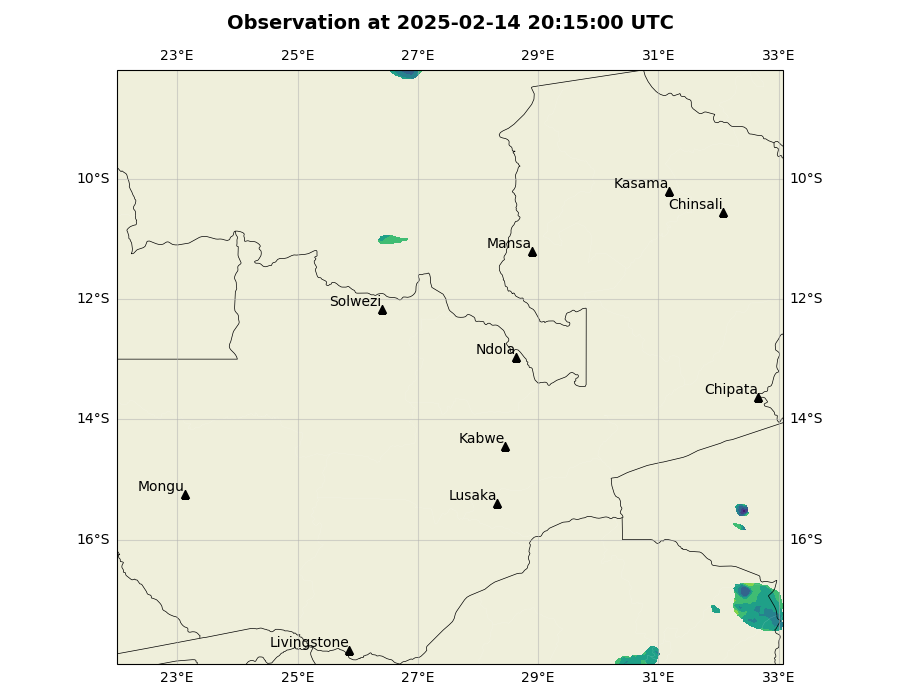 Observation at 2025-02-14 20:15:00 UTC
23°E 25°E 27°E 29°E 31°E 33°E
10°S 10°S
Kasama
Chinsali
Mansa
12°S 12°S
Solwezi
Ndola
Chipata
14°S 14°S
Kabwe
Mongu
Lusaka
16°S 16°S
Livingstone
23°E 25°E 27°E 29°E 31°E 33°E